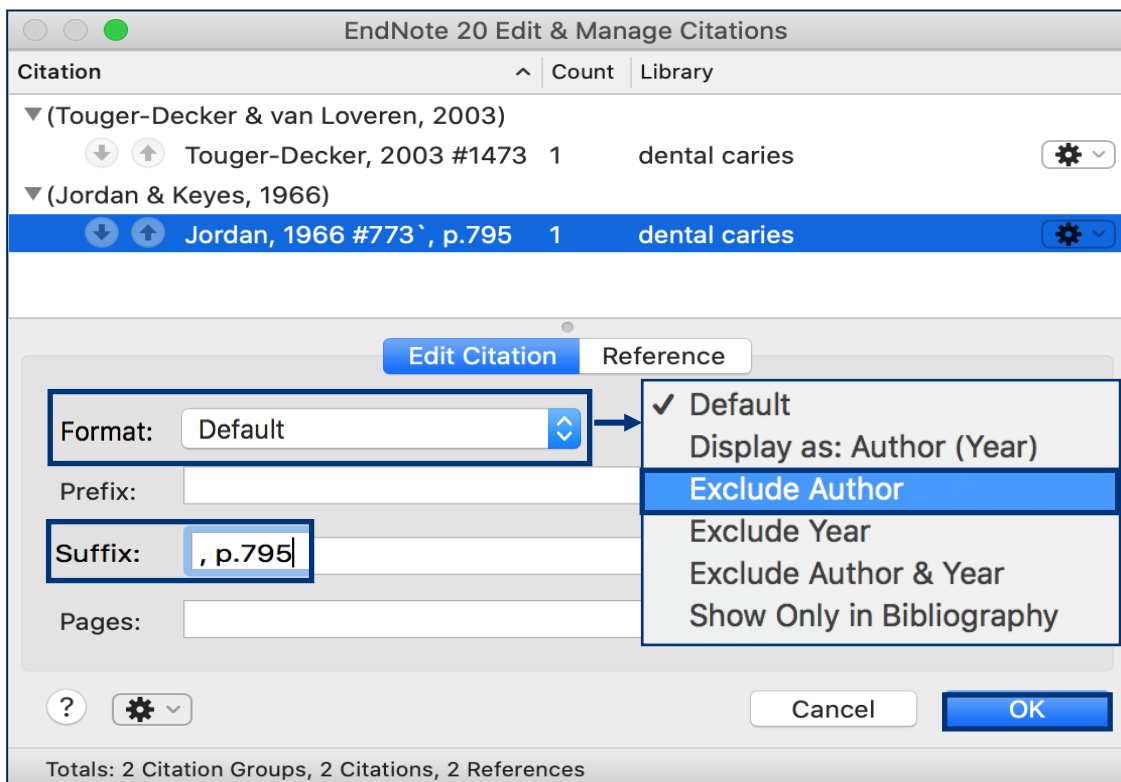 EndNote 20 Edit & Manage Citations
Citation Count Library
(Touger-Decker & van Loveren, 2003)
Touger-Decker, 2003 #1473 1 dental caries
(Jordan & Keyes, 1966)
Jordan, 1966 #773`, p.795 1 dental caries
Edit Citation Reference
Format: Default
Prefix:
Suffix: , p.795
Pages:
✓ Default
Display as: Author (Year)
Exclude Author
Exclude Year
Exclude Author & Year
Show Only in Bibliography
? Cancel OK
Totals: 2 Citation Groups, 2 Citations, 2 References